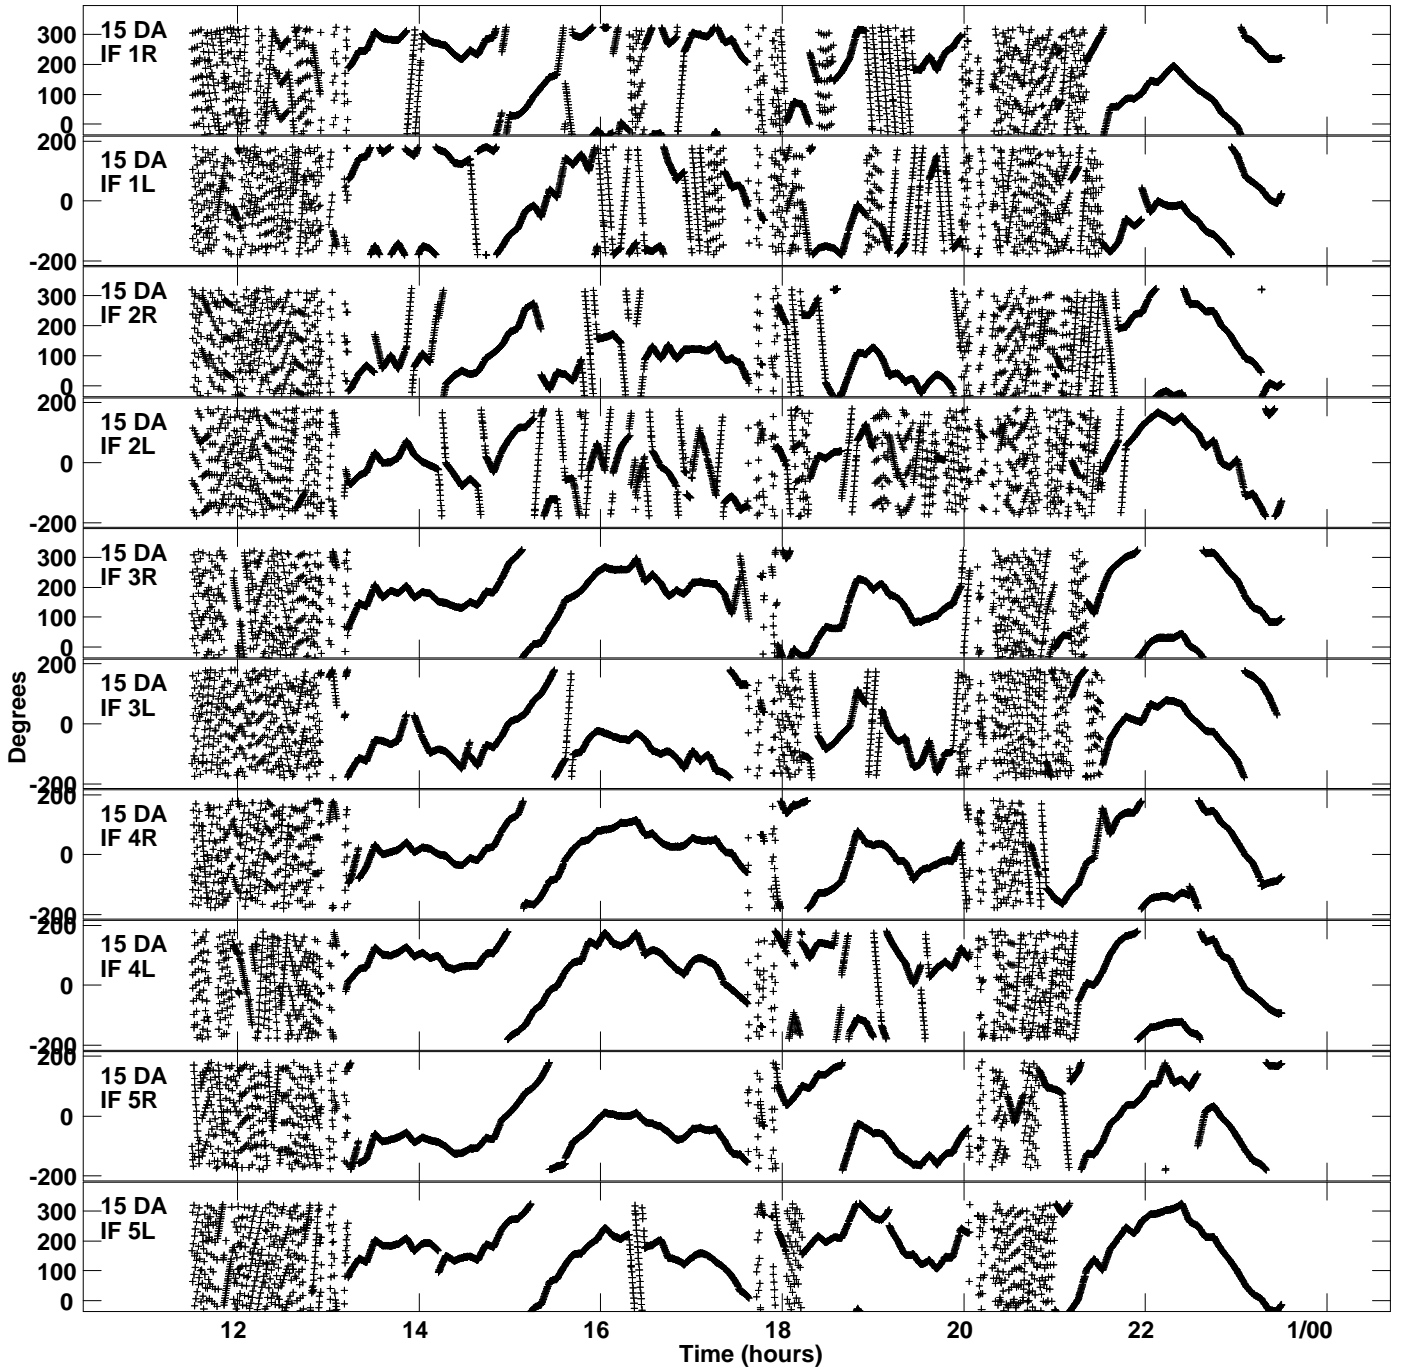 15 DA
IF 1R
300
200
100
0
15 DA
IF 1L
200
0
-200
15 DA
IF 2R
300
200
100
0
15 DA
IF 2L
200
0
-200
15 DA
IF 3R
300
200
100
0
15 DA
IF 3L
200
0
-200
15 DA
IF 4R
200
0
-200
15 DA
IF 4L
200
0
-200
15 DA
IF 5R
200
0
-200
15 DA
IF 5L
300
200
100
0
Degrees
12 14 16 18 20 22 1/00
Time (hours)